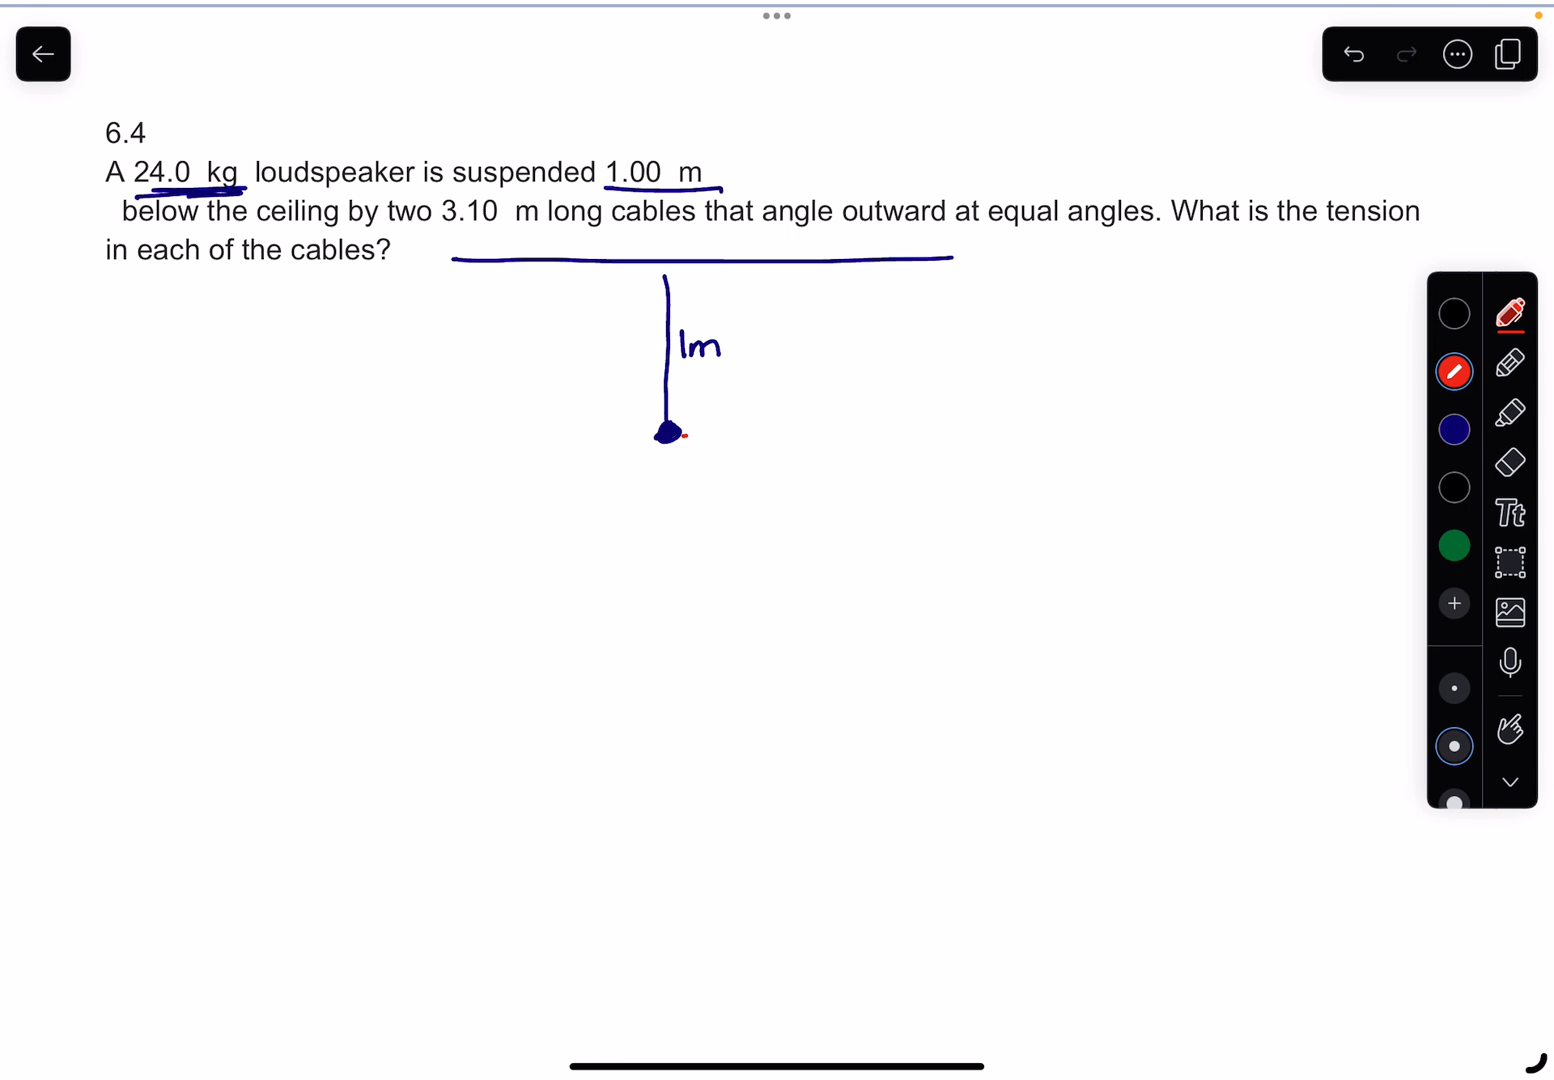 6.4
A 24.0 kg loudspeaker is suspended 1.00 m
below the ceiling by two 3.10 m long cables that angle outward at equal angles. What is the tension
in each of the cables?
1m
Tt